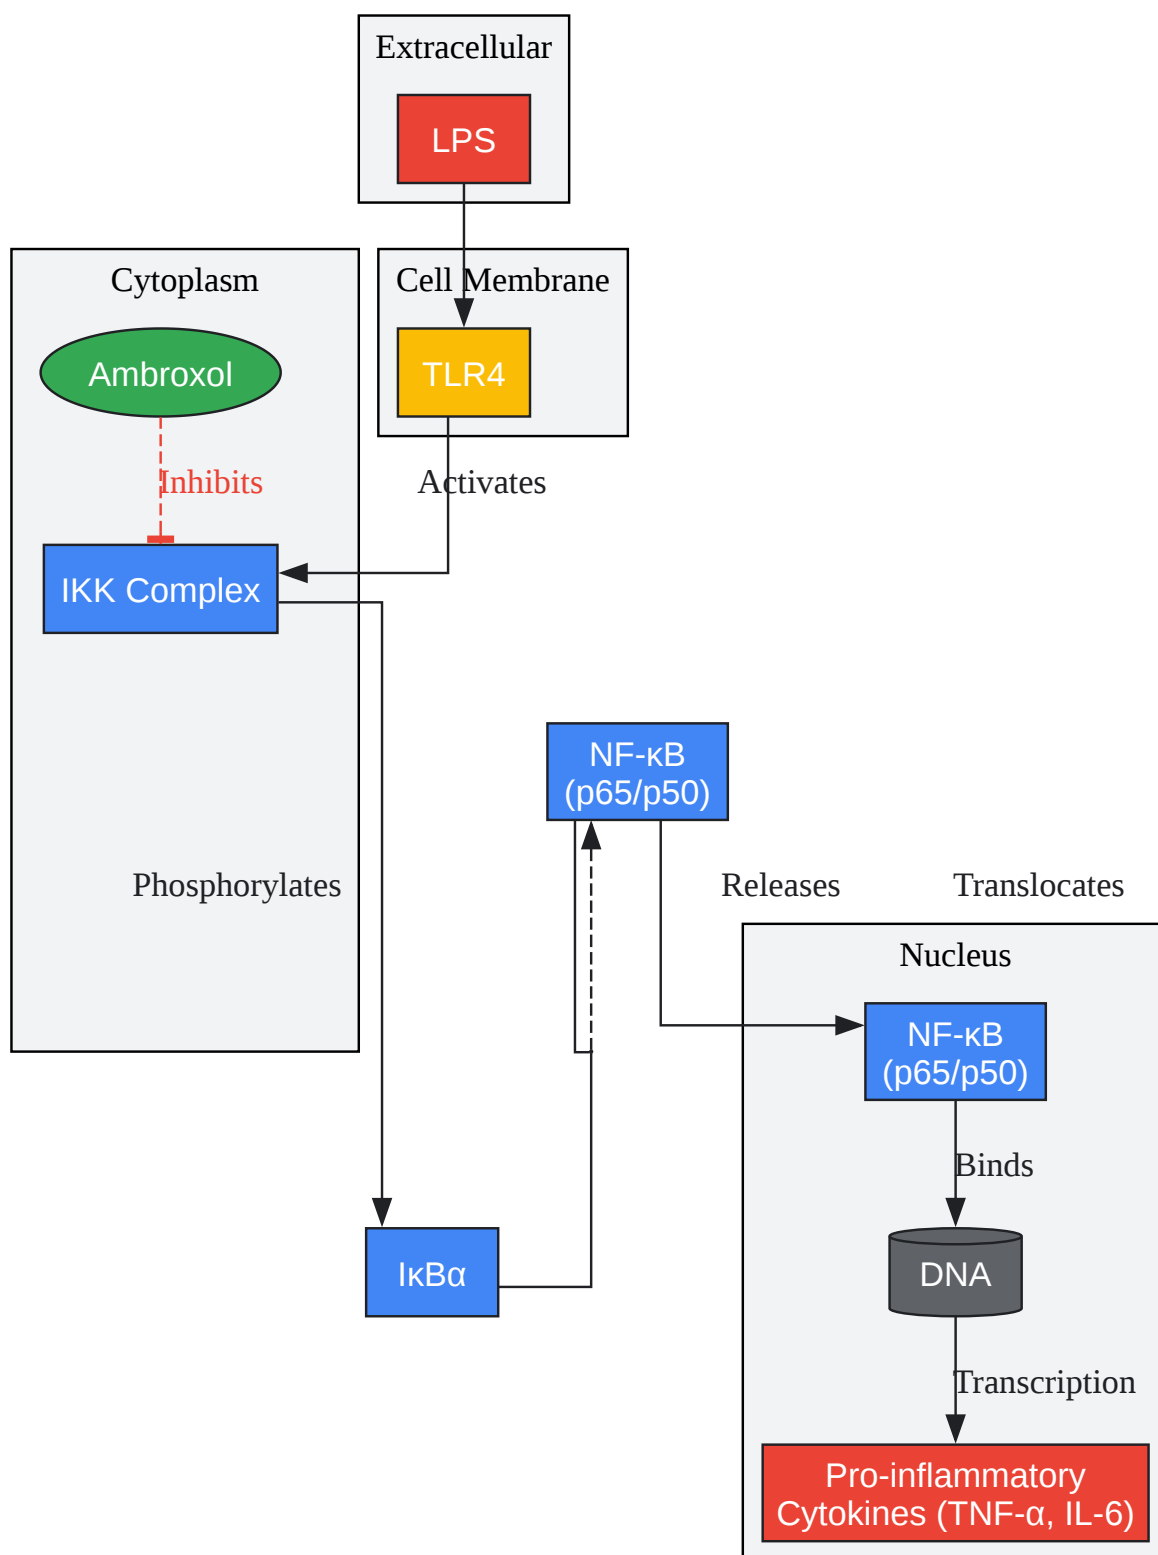 Extracellular
LPS
Cytoplasm
Cell Membrane
Ambroxol
TLR4
Inhibits
Activates
IKK Complex
NF-κB
(p65/p50)
Phosphorylates
Releases
Translocates
Nucleus
NF-κB
(p65/p50)
Binds
IκBα
DNA
Transcription
Pro-inflammatory
Cytokines (TNF-α, IL-6)